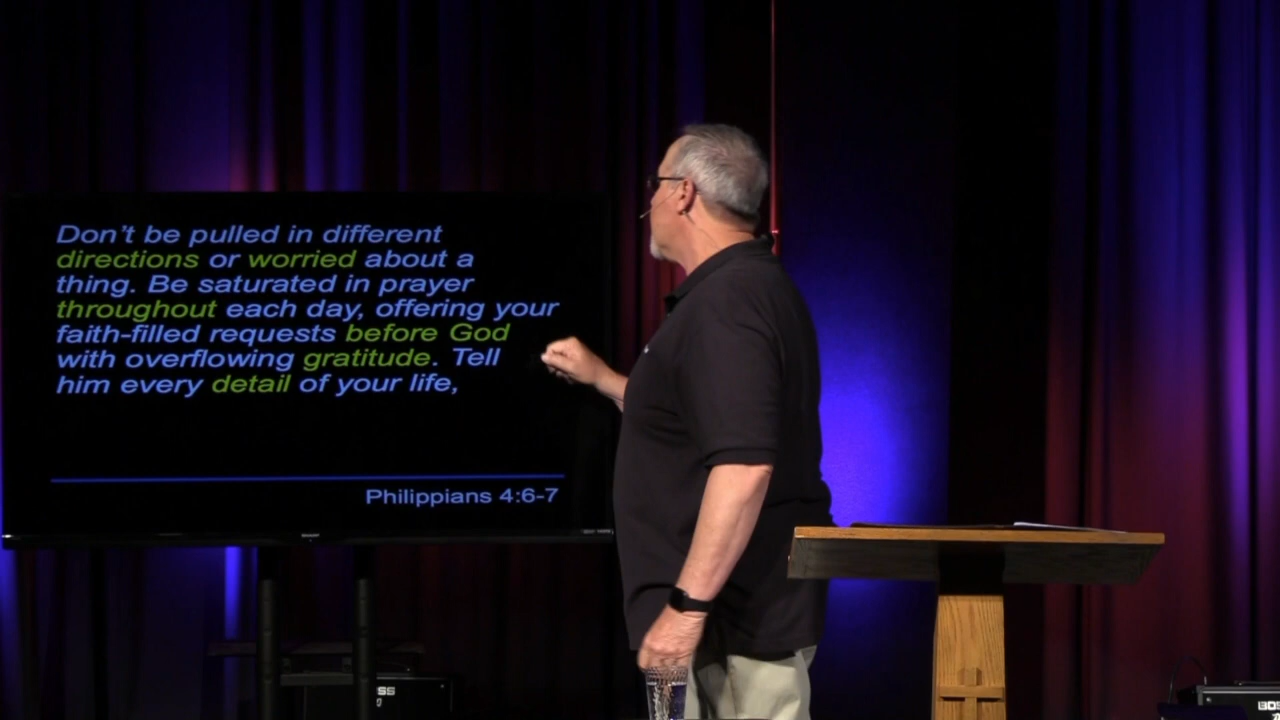 Don't be pulled in different
directions or worried about a
thing. Be saturated in prayer
throughout each day, offering your
faith-filled requests before God
with overflowing gratitude. Tell
him every detail of your life,
Philippians 4:6-7
SHARP